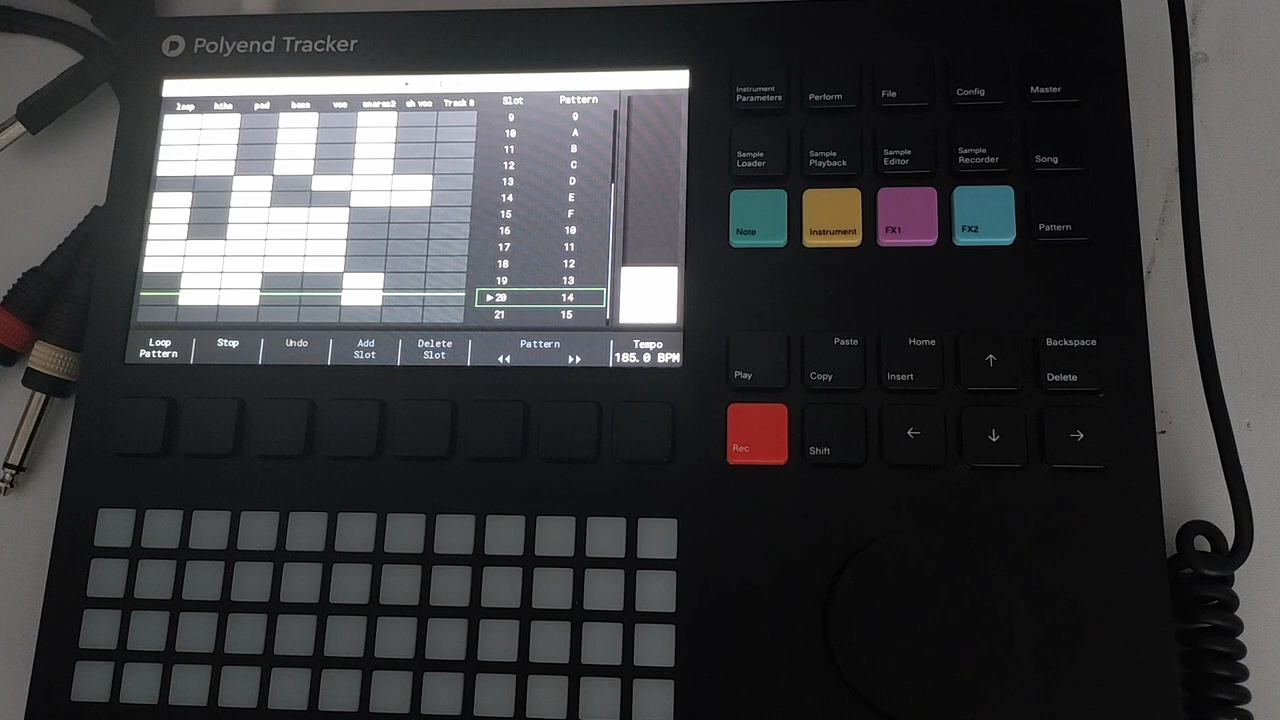 Polyend Tracker
loop hihc pad bass voc snares2 oh voc Track 8
Slot Pattern
9 9
10 A
11 B
12 C
13 D
14 E
15 F
16 10
17 11
18 12
19 13
20 14
21 15
Loop Pattern
Stop
Undo
Add Slot
Delete Slot
Pattern
Tempo
185.0 BPM
Instrument Parameters
Perform
File
Config
Master
Sample Loader
Sample Playback
Sample Editor
Sample Recorder
Song
Note
Instrument
FX1
FX2
Pattern
Play
Paste
Copy
Home
Insert
↑
Backspace
Delete
Rec
Shift
←
↓
→